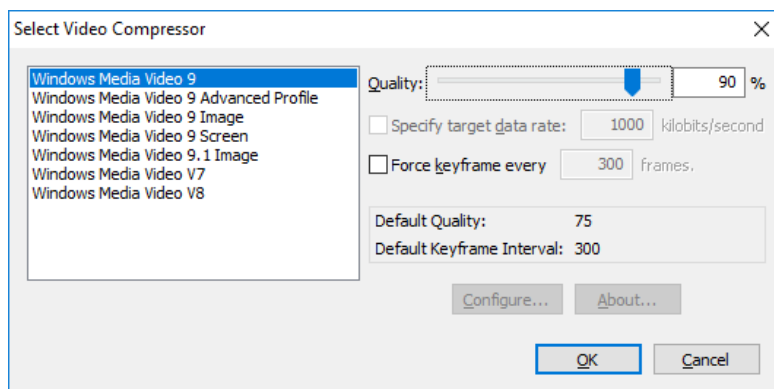 Select Video Compressor
Windows Media Video 9
Windows Media Video 9 Advanced Profile
Windows Media Video 9 Image
Windows Media Video 9 Screen
Windows Media Video 9.1 Image
Windows Media Video V7
Windows Media Video V8
Quality: 90 %
Specify target data rate: 1000 kilobits/second
Force keyframe every 300 frames.
Default Quality: 75
Default Keyframe Interval: 300
Configure... About...
OK Cancel